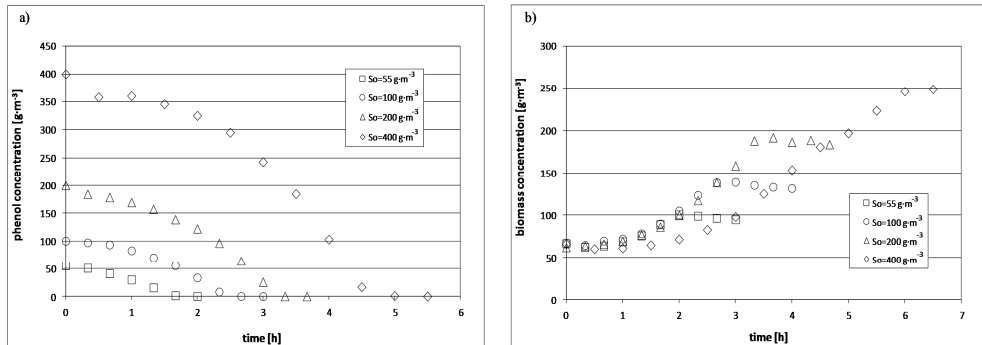 a)
phenol concentration [g·m⁻³]
450
400
350
300
250
200
150
100
50
0
0 1 2 3 4 5 6
time [h]
So=55 g·m⁻³
So=100 g·m⁻³
So=200 g·m⁻³
So=400 g·m⁻³
b)
biomass concentration [g·m⁻³]
300
250
200
150
100
50
0
0 1 2 3 4 5 6 7
time [h]
So=55 g·m⁻³
So=100 g·m⁻³
So=200 g·m⁻³
So=400 g·m⁻³